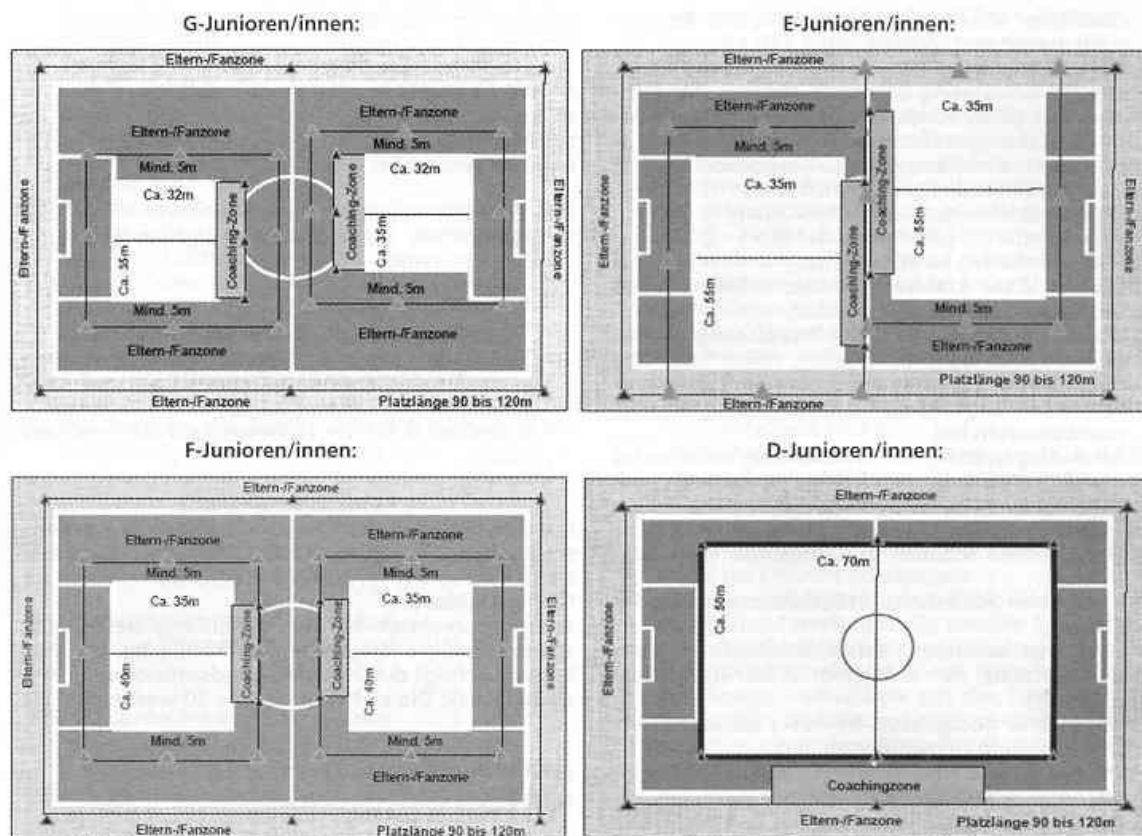 G-Junioren/innen:
Eltern-/Fanzone
Eltern-/Fanzone
Eltern-/Fanzone
Mind. 5m
Ca. 32m
Ca. 35m
Coaching-Zone
Mind. 5m
Eltern-/Fanzone
Eltern-/Fanzone
Mind. 5m
Ca. 32m
Coaching-Zone
Ca. 35m
Mind. 5m
Eltern-/Fanzone
Eltern-/Fanzone
Eltern-/Fanzone
Platzlänge 90 bis 120m
E-Junioren/innen:
Eltern-/Fanzone
Eltern-/Fanzone
Eltern-/Fanzone
Mind. 5m
Ca. 35m
Ca. 55m
Coaching-Zone
Ca. 35m
Coaching-Zone
Ca. 55m
Mind. 5m
Eltern-/Fanzone
Eltern-/Fanzone
Platzlänge 90 bis 120m
Eltern-/Fanzone
F-Junioren/innen:
Eltern-/Fanzone
Eltern-/Fanzone
Eltern-/Fanzone
Mind. 5m
Ca. 35m
Ca. 40m
Coaching-Zone
Mind. 5m
Eltern-/Fanzone
Mind. 5m
Ca. 35m
Coaching-Zone
Ca. 40m
Mind. 5m
Eltern-/Fanzone
Eltern-/Fanzone
Eltern-/Fanzone
Platzlänge 90 bis 120m
D-Junioren/innen:
Eltern-/Fanzone
Eltern-/Fanzone
Ca. 70m
Ca. 50m
Eltern-/Fanzone
Coachingzone
Eltern-/Fanzone
Platzlänge 90 bis 120m